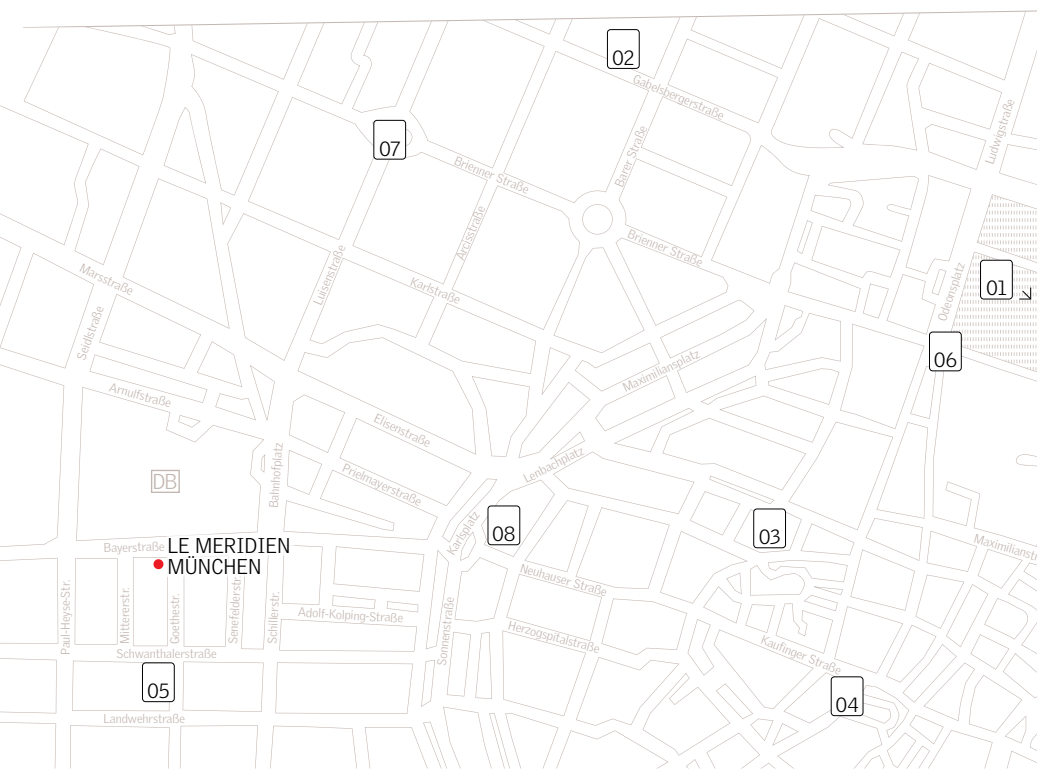 02
Gabelsbergerstraße
Ludwigstraße
07
Brienner Straße
Barer Straße
Arcisstraße
Brienner Straße
Luisenstraße
Marsstraße
Karlstraße
Odeonsplatz
01
Seidlstraße
06
Maximiliansplatz
Arnulfstraße
Elisenstraße
Lenbachplatz
Prielmayerstraße
Bahnhofplatz
DB
08
03
Karlsplatz
Bayerstraße
LE MERIDIEN
MÜNCHEN
Maximilianstr
Neuhauser Straße
Paul-Heyse-Str.
Mittererstr.
Goethestr.
Senefelderstr.
Schillerstr.
Adolf-Kolping-Straße
Sonnenstraße
Herzogspitalstraße
Kaufinger Straße
Schwanthalerstraße
05
04
Landwehrstraße